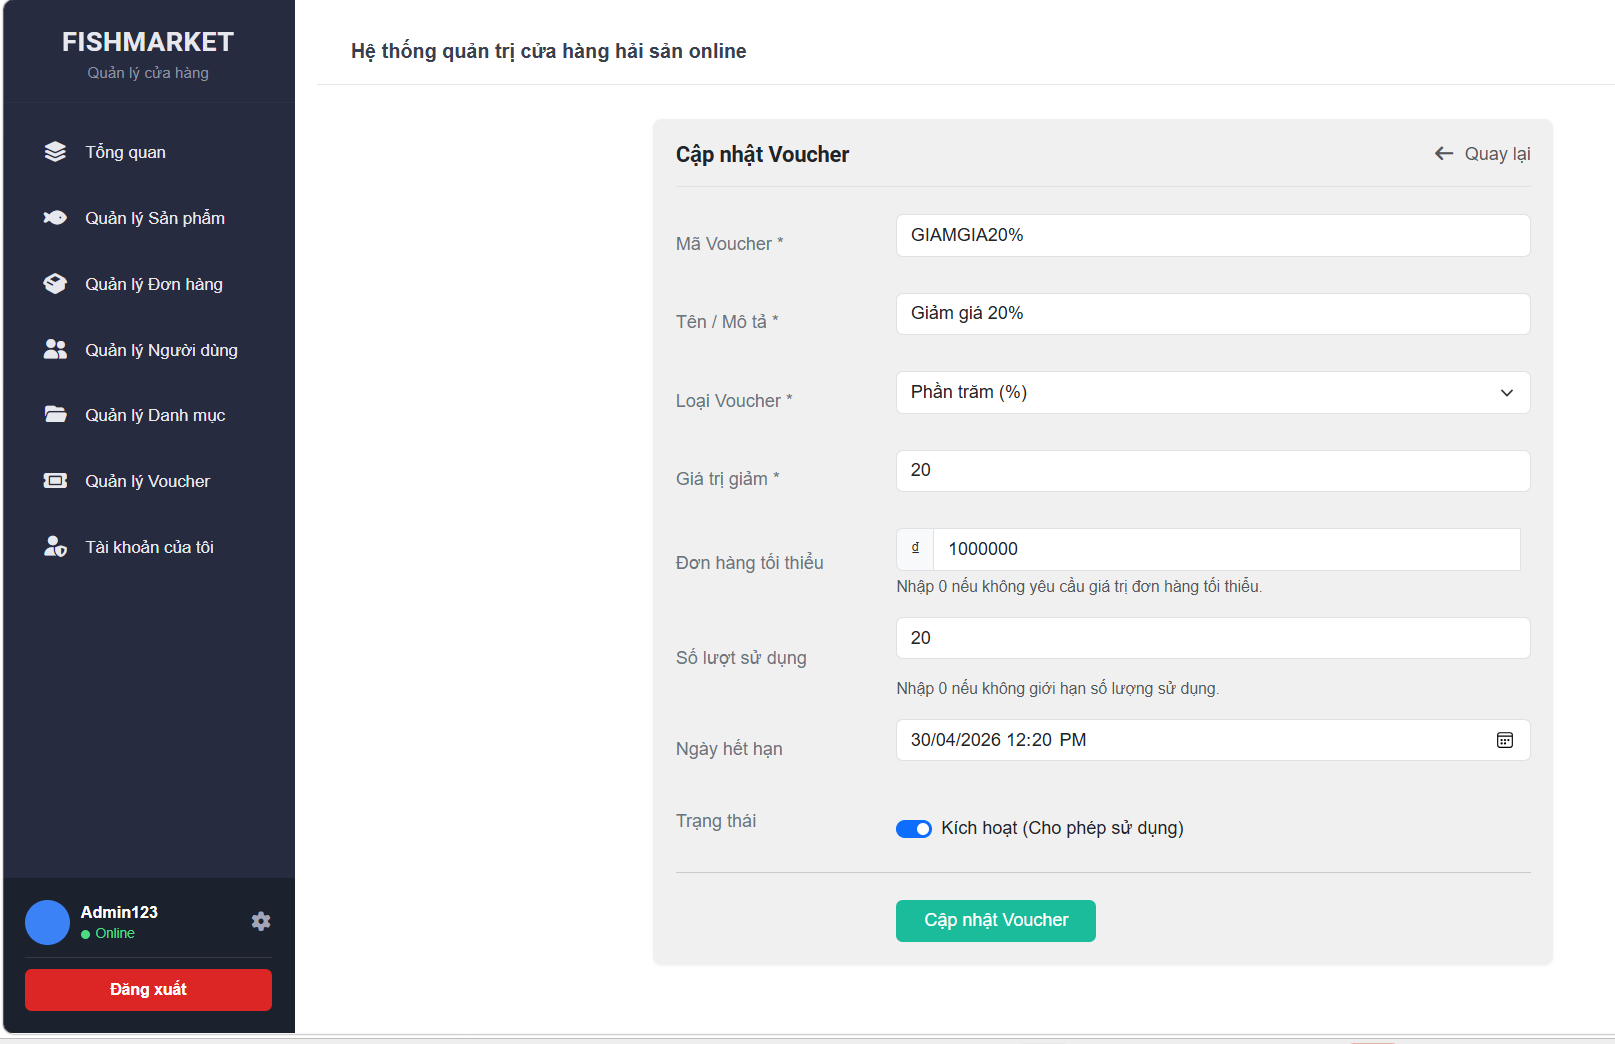 FISHMARKET
Quản lý cửa hàng
Tổng quan
Quản lý Sản phẩm
Quản lý Đơn hàng
Quản lý Người dùng
Quản lý Danh mục
Quản lý Voucher
Tài khoản của tôi
Admin123
Online
Đăng xuất
Hệ thống quản trị cửa hàng hải sản online
Cập nhật Voucher
Quay lại
Mã Voucher *
GIAMGIA20%
Tên / Mô tả *
Giảm giá 20%
Loại Voucher *
Phần trăm (%)
Giá trị giảm *
20
Đơn hàng tối thiểu
₫ 1000000
Nhập 0 nếu không yêu cầu giá trị đơn hàng tối thiểu.
Số lượt sử dụng
20
Nhập 0 nếu không giới hạn số lượng sử dụng.
Ngày hết hạn
30/04/2026 12:20 PM
Trạng thái
Kích hoạt (Cho phép sử dụng)
Cập nhật Voucher